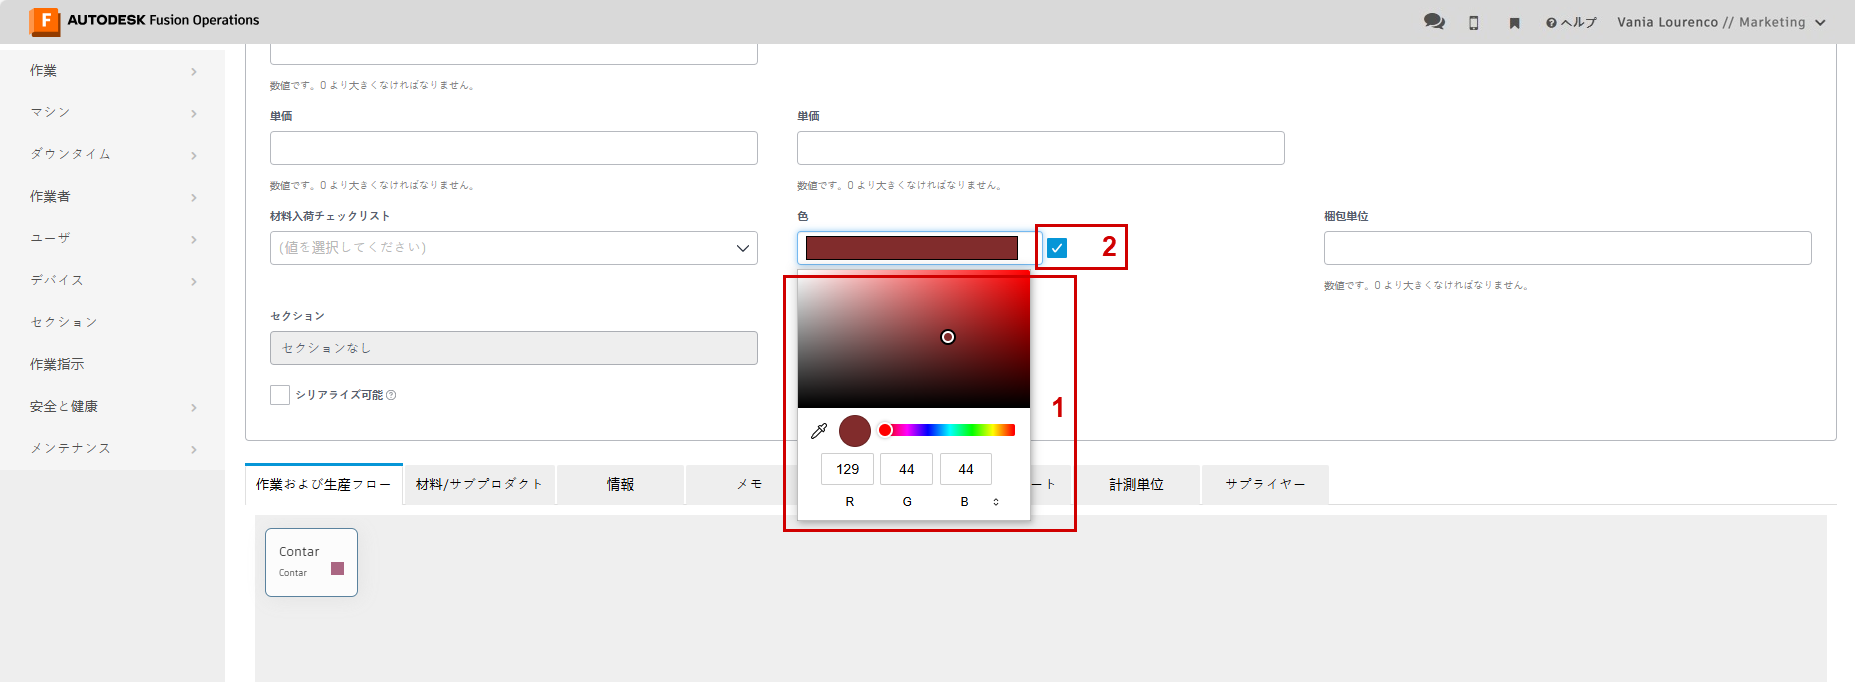 F AUTODESK Fusion Operations
ヘルプ Vania Lourenco // Marketing
作業
マシン
ダウンタイム
作業者
ユーザ
デバイス
セクション
作業指示
安全と健康
メンテナンス
数値です。0 より大きくなければなりません。
単価
単価
数値です。0 より大きくなければなりません。
数値です。0 より大きくなければなりません。
材料入荷チェックリスト
色
梱包単位
(値を選択してください)
2
数値です。0 より大きくなければなりません。
セクション
セクションなし
シリアライズ可能
1
129 44 44
R G B
作業および生産フロー
材料/サブプロダクト
情報
メモ
ート
計測単位
サプライヤー
Contar
Contar